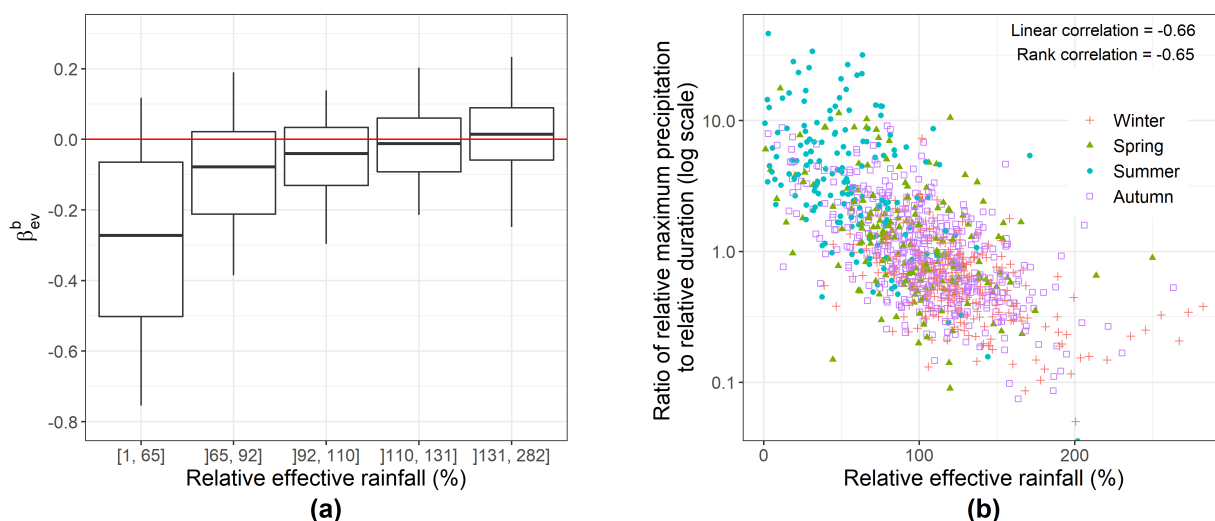 0.2
0.0
-0.2
-0.4
-0.6
-0.8
β^b_ev
[1, 65]
]65, 92]
]92, 110]
]110, 131]
]131, 282]
Relative effective rainfall (%)
(a)
Linear correlation = -0.66
Rank correlation = -0.65
Winter
Spring
Summer
Autumn
10.0
1.0
0.1
Ratio of relative maximum precipitation
to relative duration (log scale)
0
100
200
Relative effective rainfall (%)
(b)